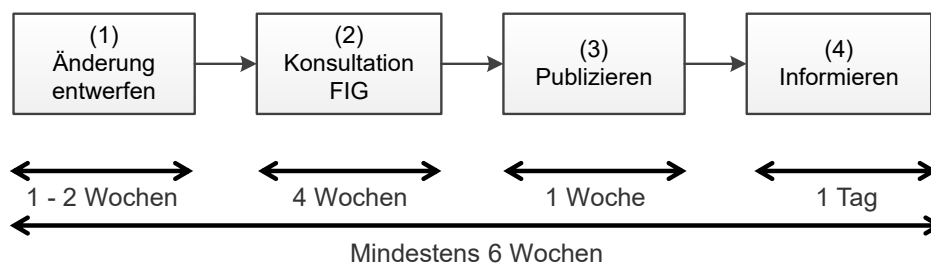 (1)
Änderung
entwerfen
(2)
Konsultation
FIG
(3)
Publizieren
(4)
Informieren
1 - 2 Wochen
4 Wochen
1 Woche
1 Tag
Mindestens 6 Wochen